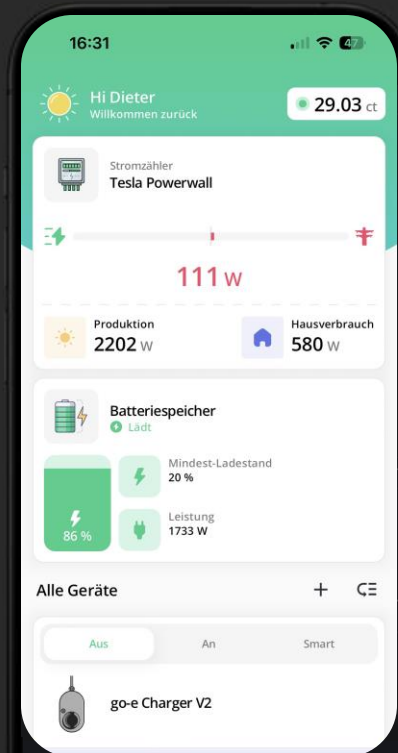 16:31
47
Hi Dieter
Willkommen zurück
29.03 ct
Stromzähler
Tesla Powerwall
111 W
Produktion
2202 W
Hausverbrauch
580 W
Batteriespeicher
Lädt
86 %
Mindest-Ladestand
20 %
Leistung
1733 W
Alle Geräte
Aus
An
Smart
go-e Charger V2